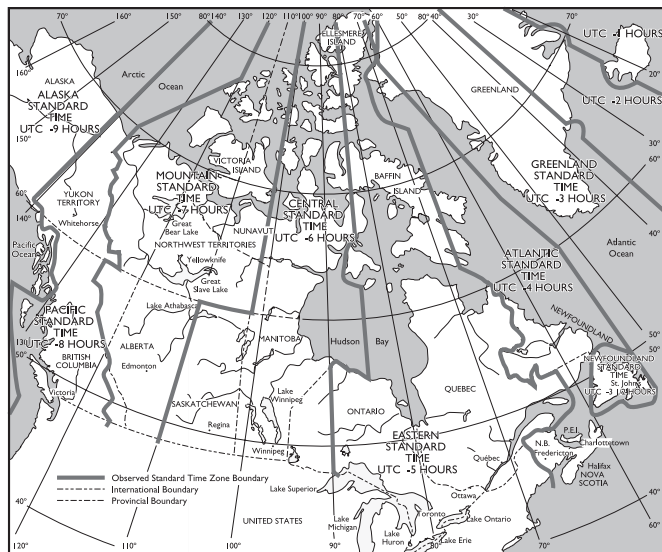 70° 80° 90° 100° 110° 120° 110° 100° 90° 80° 70° 60° 50° 70°
ELLESMERE
ISLAND
UTC -1 HOURS
160°
ALASKA
ALASKA
STANDARD
TIME
UTC -9 HOURS
Arctic
Ocean
GREENLAND
20°
UTC -2 HOURS
150°
30°
60°
VICTORIA
ISLAND
MOUNTAIN
STANDARD
TIME
UTC -7 HOURS
BAFFIN
ISLAND
GREENLAND
STANDARD
TIME
UTC -3 HOURS
YUKON
TERRITORY
Whitehorse
60°
140°
Great
Bear Lake
NUNAVUT
CENTRAL
STANDARD
TIME
UTC -6 HOURS
40°
Pacific
Ocean
NORTHWEST TERRITORIES
Yellowknife
Great
Slave Lake
ATLANTIC
STANDARD
TIME
UTC -4 HOURS
Atlantic
Ocean
50°
PACIFIC
STANDARD
TIME
UTC -8 HOURS
Lake Athabasca
NEWFOUNDLAND
130°
50°
BRITISH
COLUMBIA
ALBERTA
Edmonton
MANITOBA
Hudson Bay
NEWFOUNDLAND
STANDARD
TIME
St. John's
50°
Victoria
SASKATCHEWAN
Regina
Lake
Winnipeg
Winnipeg
ONTARIO
QUEBEC
EASTERN
STANDARD
TIME
UTC -5 HOURS
P.E.I.
N.B.
Fredericton
Charlottetown
Halifax
NOVA
SCOTIA
Québec
Ottawa
Observed Standard Time Zone Boundary
International Boundary
Provincial Boundary
Lake Superior
40°
UNITED STATES
Lake
Michigan
Lake
Huron
Toronto
Lake Ontario
Lake Erie
40°
60°
120° 110° 100° 90° 80° 70°